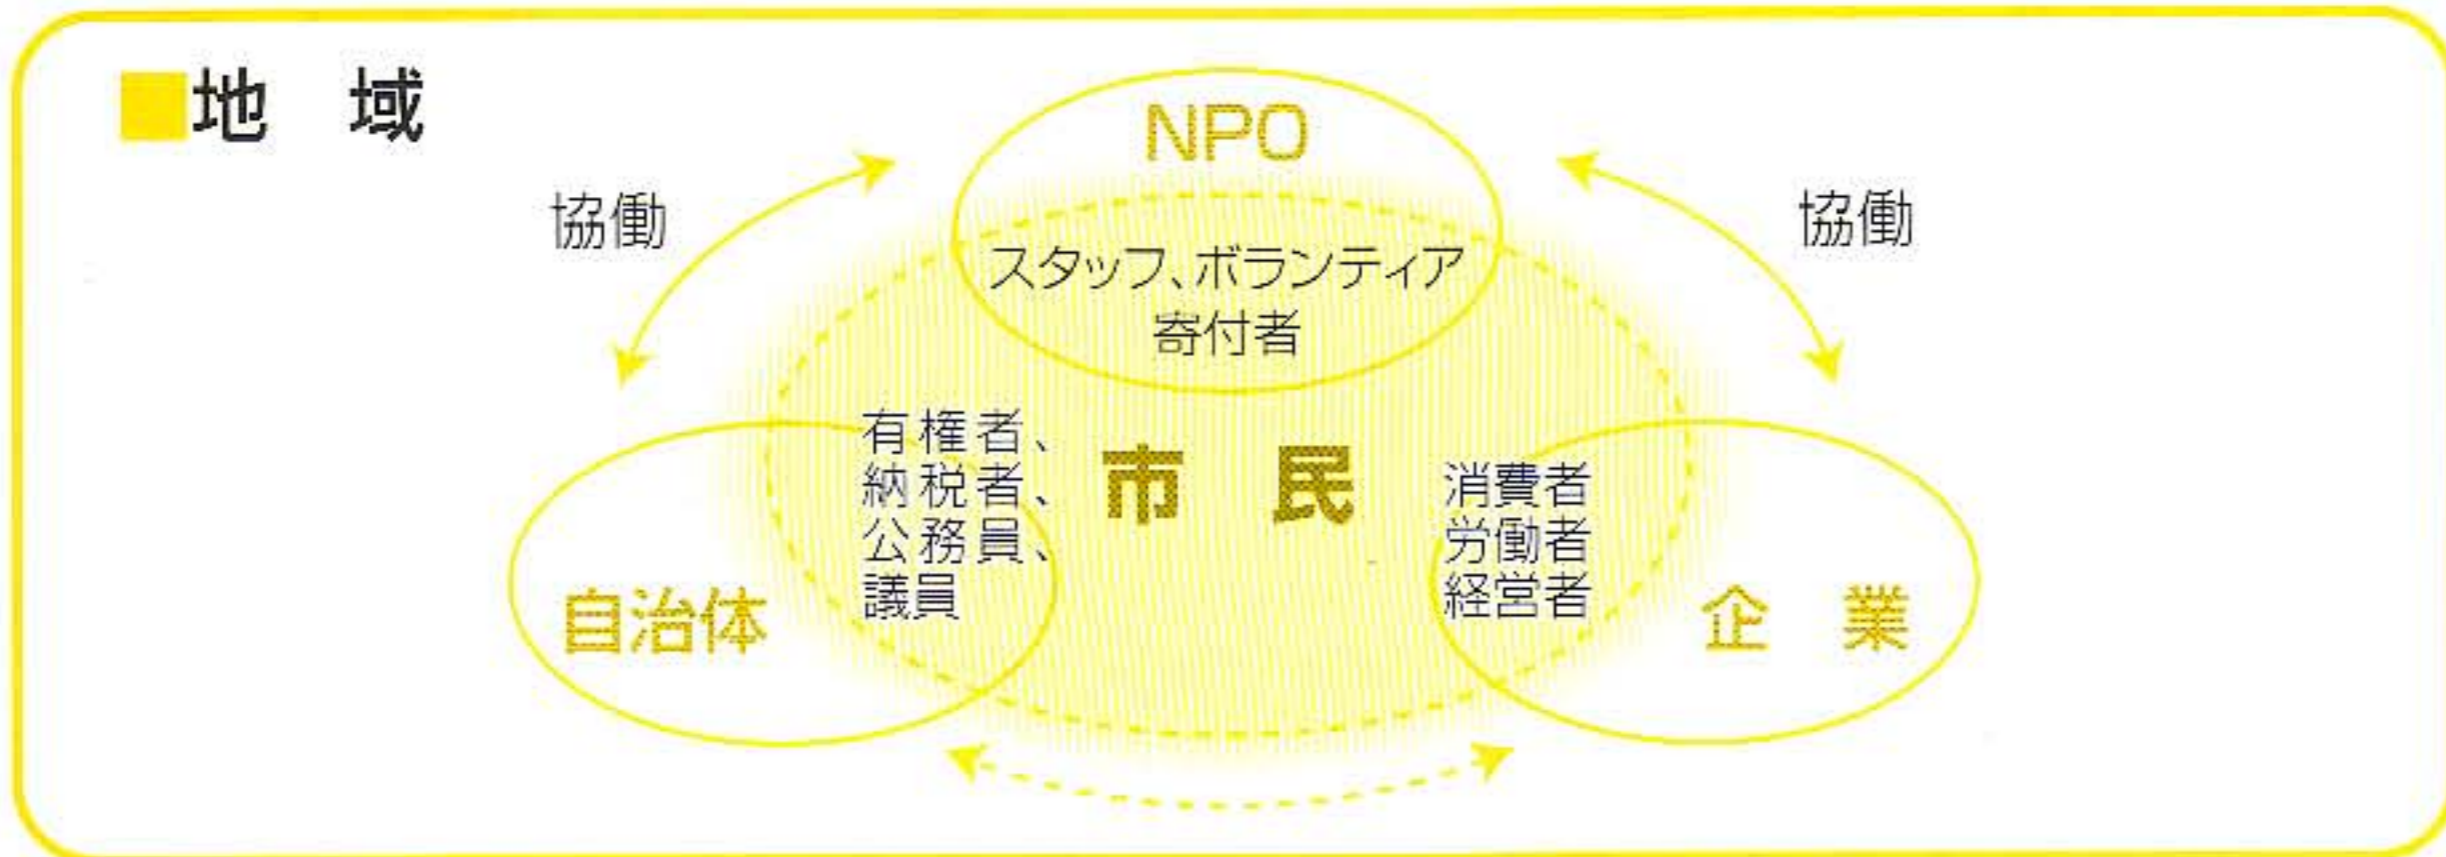 ■地　域
NPO
協働
協働
スタッフ、ボランティア
寄付者
有権者、
納税者、
公務員、
議員
市　民
消費者
労働者
経営者
自治体
企　業